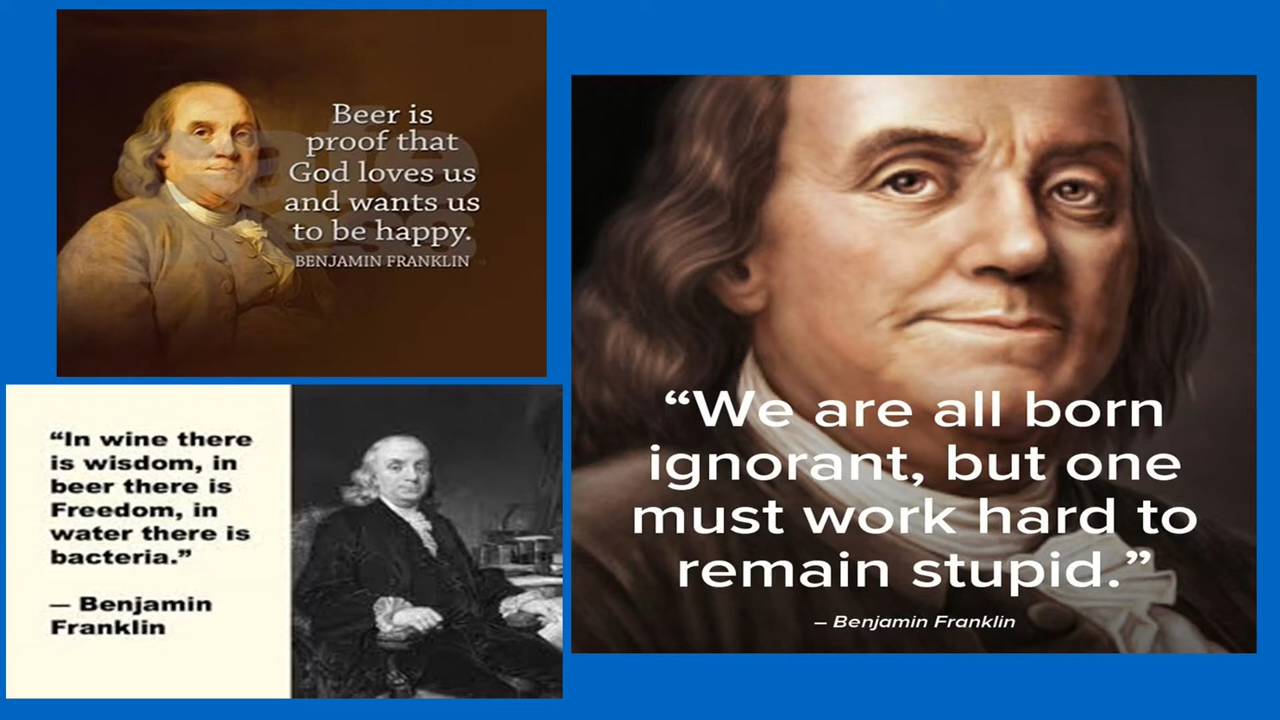 Beer is
proof that
God loves us
and wants us
to be happy.
BENJAMIN FRANKLIN
“In wine there
is wisdom, in
beer there is
Freedom, in
water there is
bacteria.”
— Benjamin
Franklin
“We are all born
ignorant, but one
must work hard to
remain stupid.”
– Benjamin Franklin